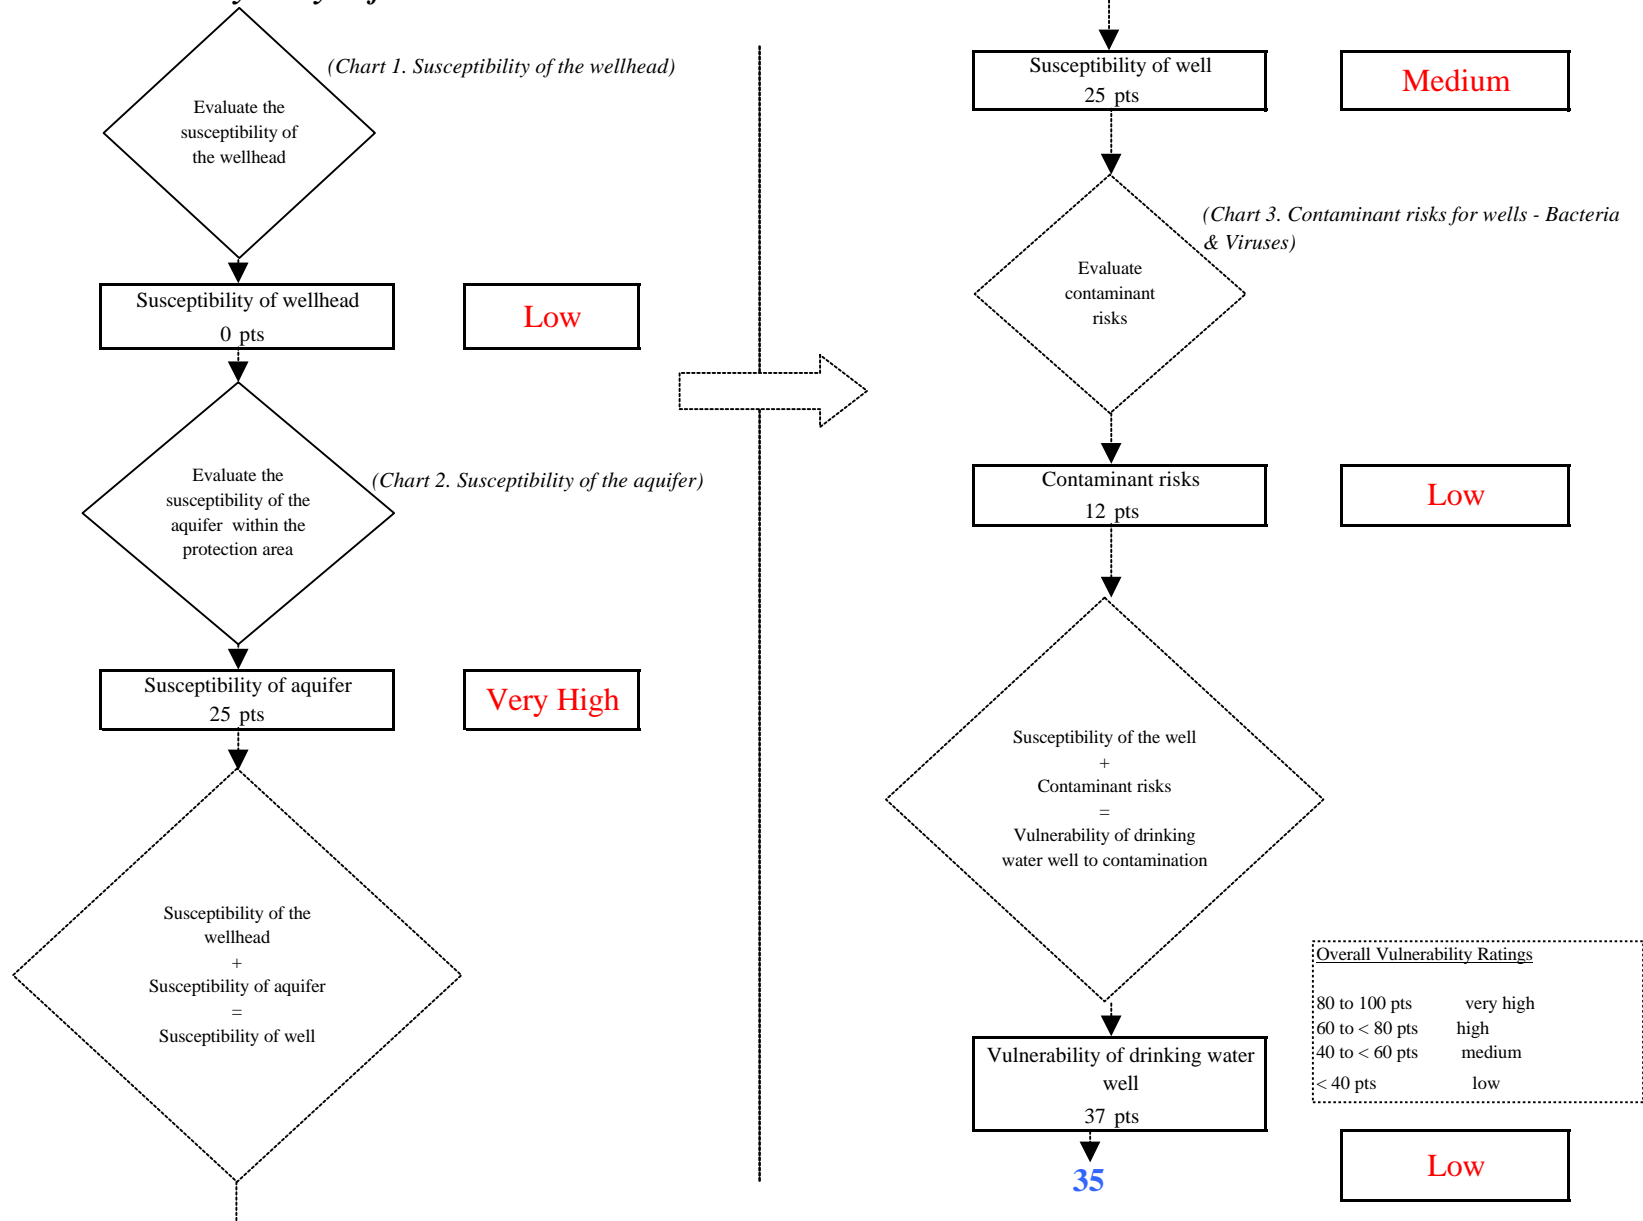 (Chart 1. Susceptibility of the wellhead)
Evaluate the
susceptibility of
the wellhead
Susceptibility of wellhead
0 pts
Low
Evaluate the
susceptibility of the
aquifer within the
protection area
(Chart 2. Susceptibility of the aquifer)
Susceptibility of aquifer
25 pts
Very High
Susceptibility of the
wellhead
+
Susceptibility of aquifer
=
Susceptibility of well
Susceptibility of well
25 pts
Medium
(Chart 3. Contaminant risks for wells - Bacteria
& Viruses)
Evaluate
contaminant
risks
Contaminant risks
12 pts
Low
Susceptibility of the well
+
Contaminant risks
=
Vulnerability of drinking
water well to contamination
Overall Vulnerability Ratings
80 to 100 pts very high
60 to < 80 pts high
40 to < 60 pts medium
< 40 pts low
Vulnerability of drinking water
well
37 pts
35
Low